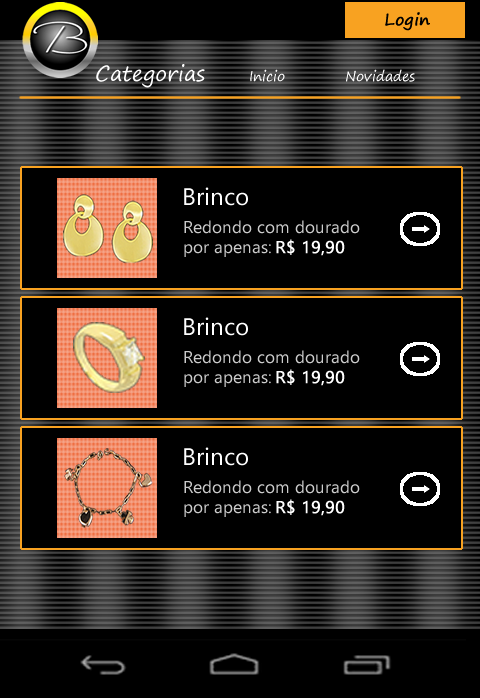 B
Login
Categorias
Inicio
Novidades
Brinco
Redondo com dourado
por apenas: R$ 19,90
Brinco
Redondo com dourado
por apenas: R$ 19,90
Brinco
Redondo com dourado
por apenas: R$ 19,90